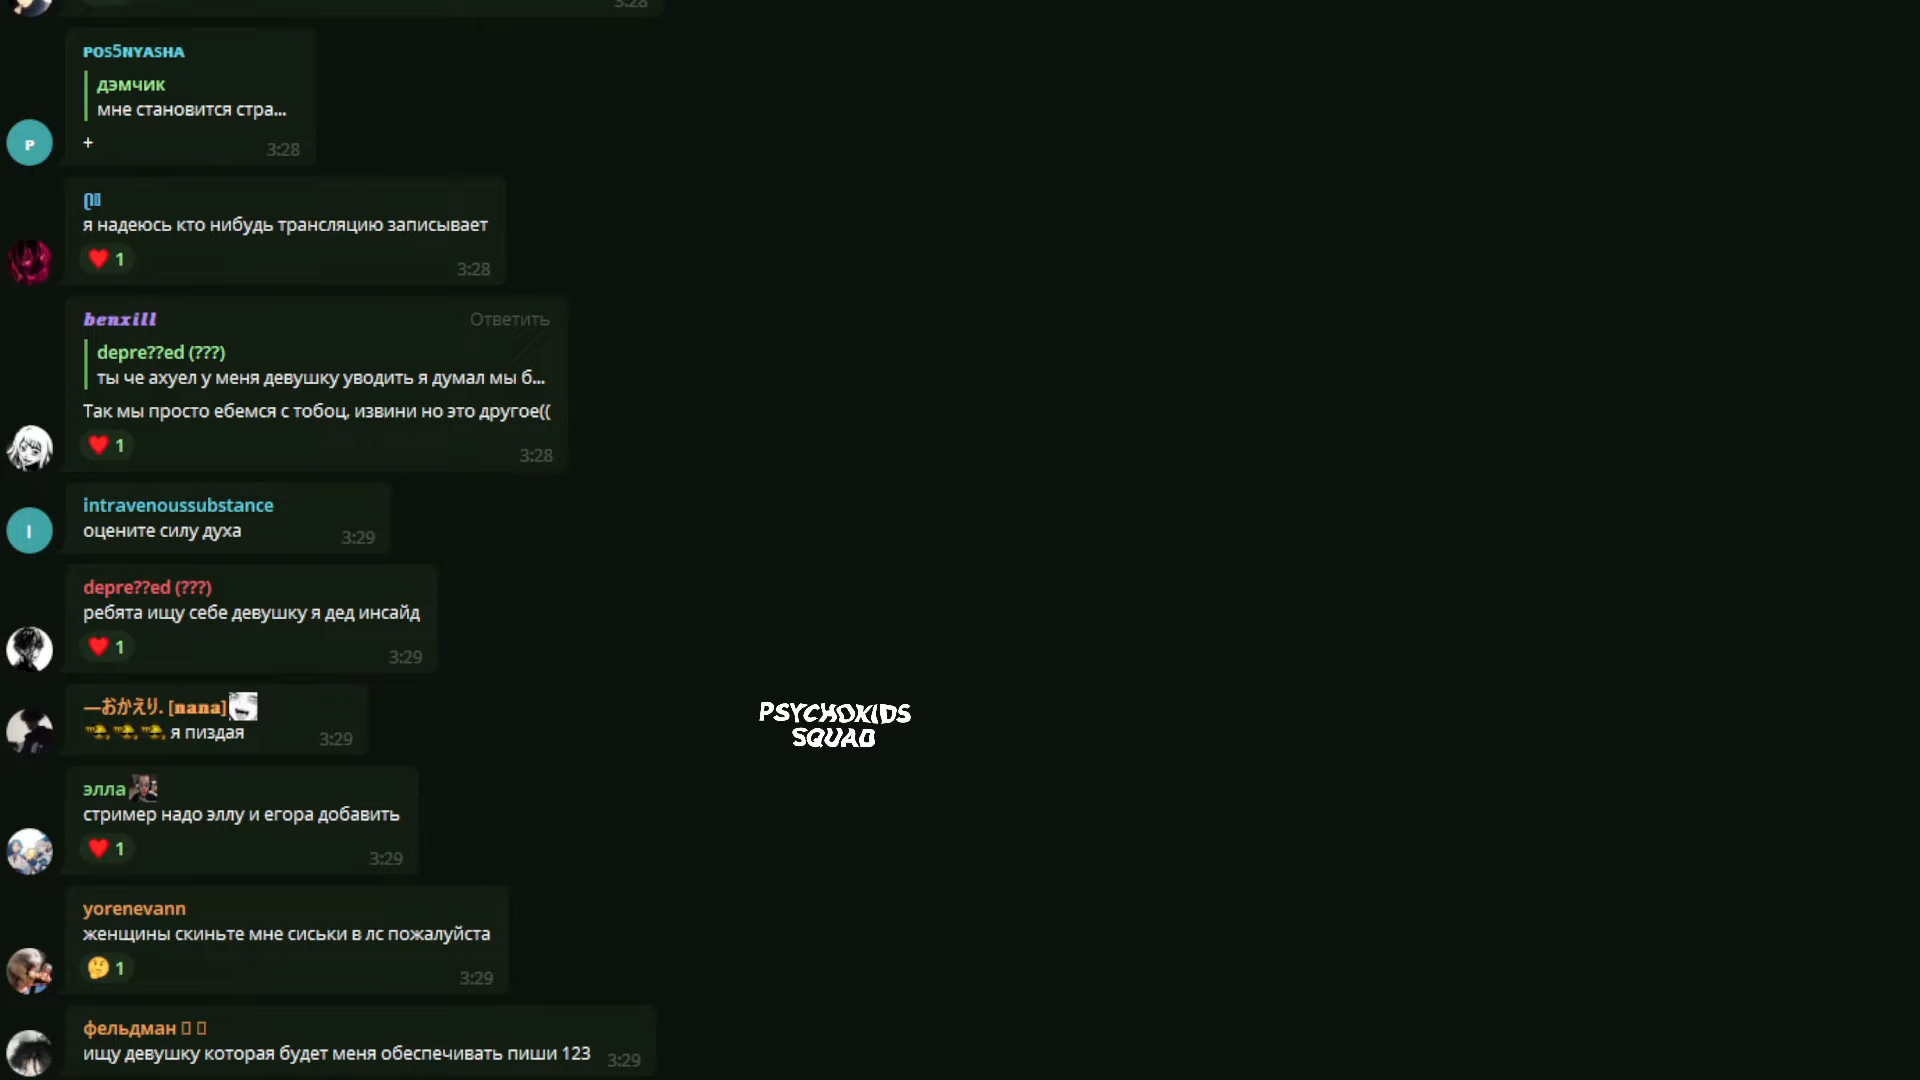 3:28
POS5NYASHA
дэмчик
мне становится стра...
+
3:28
я надеюсь кто нибудь трансляцию записывает
1
3:28
benxill
Ответить
depre??ed (???)
ты че ахуел у меня девушку уводить я думал мы б...
Так мы просто ебемся с тобоц, извини но это другое((
1
3:28
intravenoussubstance
оцените силу духа
3:29
depre??ed (???)
ребята ищу себе девушку я дед инсайд
1
3:29
—おかえり. [nana]
я пиздая
3:29
элла
стример надо эллу и егора добавить
1
3:29
yorenevann
женщины скиньте мне сиськи в лс пожалуйста
1
3:29
фельдман
ищу девушку которая будет меня обеспечивать пиши 123
3:29
PSYCHOKIDS
SQUAD
P
I